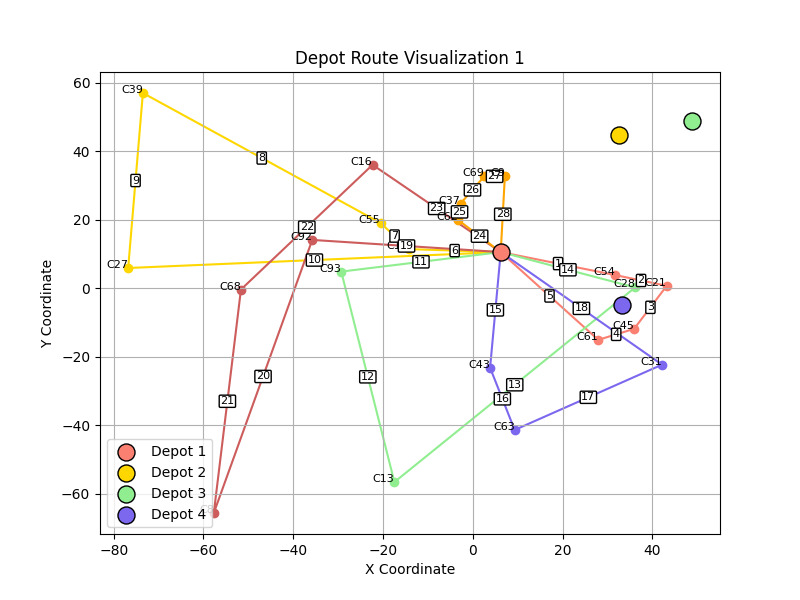 Depot Route Visualization 1
60
40
20
0
−20
−40
−60
−80
−60
−40
−20
0
20
40
Y Coordinate
X Coordinate
C39
C16
C69
C37
C55
C92
C27
C93
C68
C54
C28
C21
C45
C61
C43
C31
C63
C13
1
2
3
4
5
6
7
8
9
10
11
12
13
14
15
16
17
18
19
20
21
22
23
24
25
26
27
28
Depot 1
Depot 2
Depot 3
Depot 4